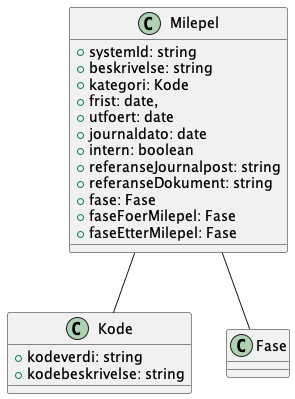 C Milepel
systemId: string
beskrivelse: string
kategori: Kode
frist: date,
utfoert: date
journaldato: date
intern: boolean
referanseJournalpost: string
referanseDokument: string
fase: Fase
faseFoerMilepel: Fase
faseEtterMilepel: Fase
C Kode
kodeverdi: string
kodebeskrivelse: string
C Fase